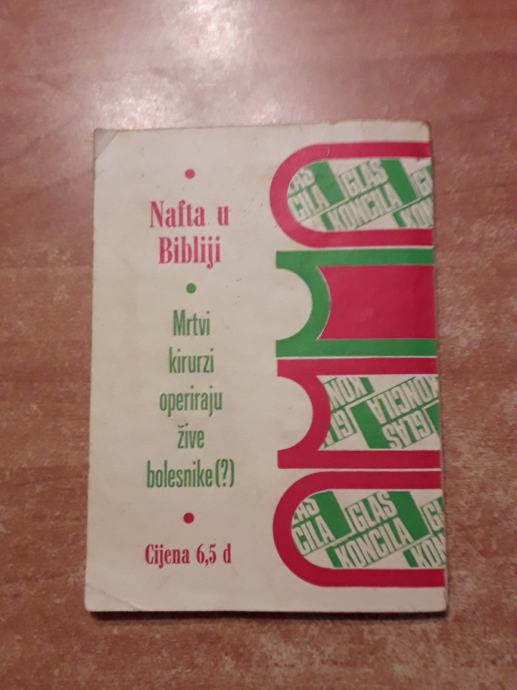 Nafta u
Bibliji
Mrtvi
kirurzi
operiraju
žive
bolesnike(?)
Cijena 6,5 d
GLAS
KONCILA
GLAS
KONCILA
GLAS
KONCILA